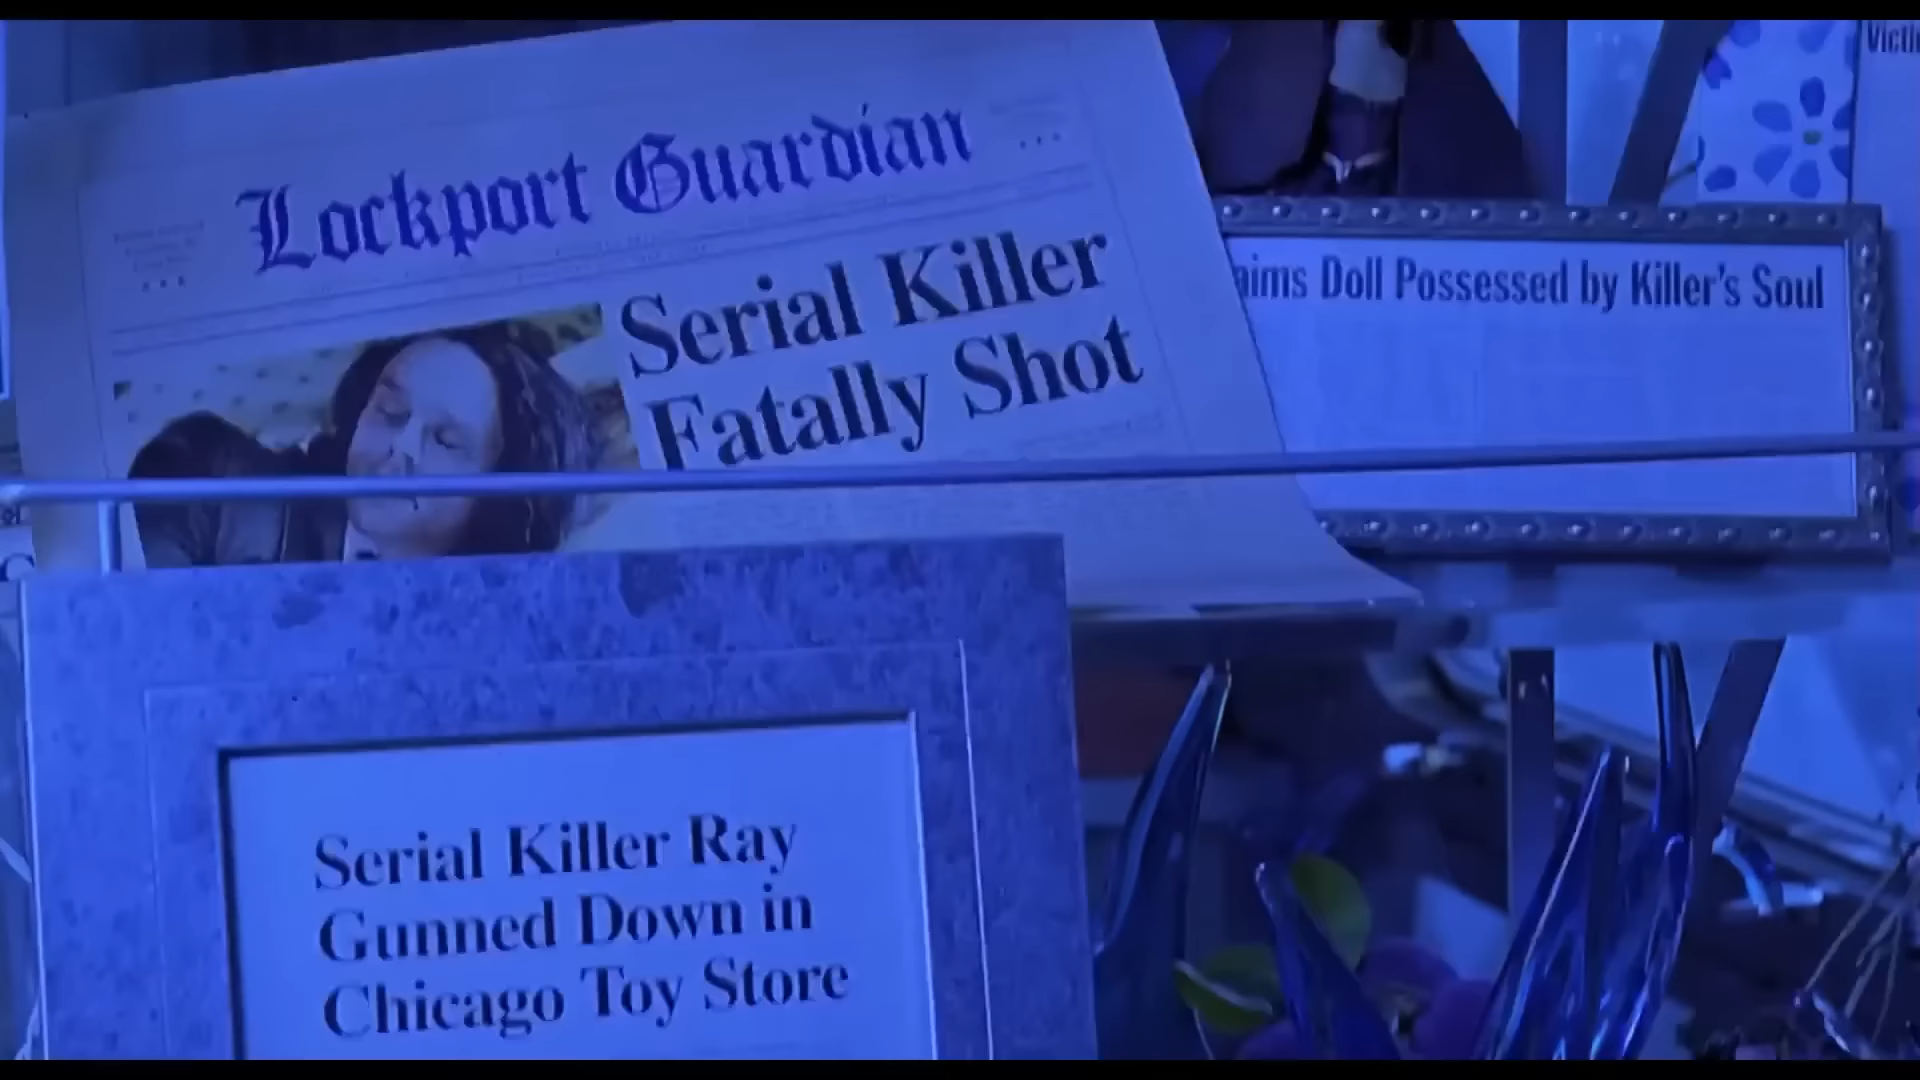 Lockport Guardian
Serial Killer
Fatally Shot
Doll Possessed by Killer's Soul
Serial Killer Ray
Gunned Down in
Chicago Toy Store